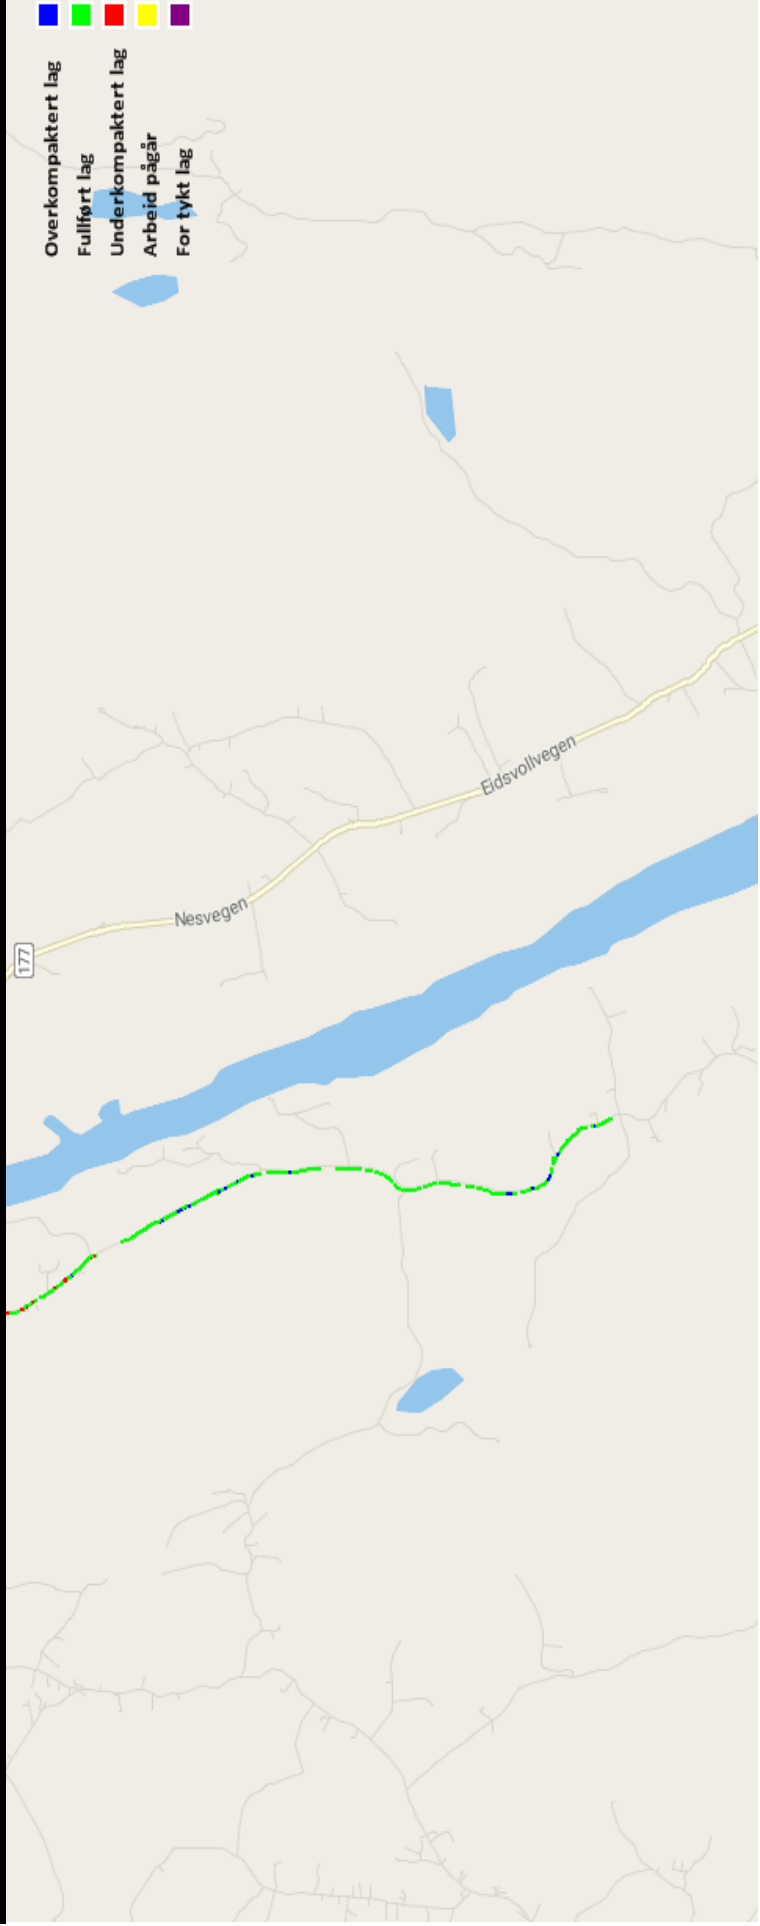 Overkompaktert lag
Fullført lag
Underkompaktert lag
Arbeid pågår
For tykt lag
Eidsvollvegen
Nesvegen
177